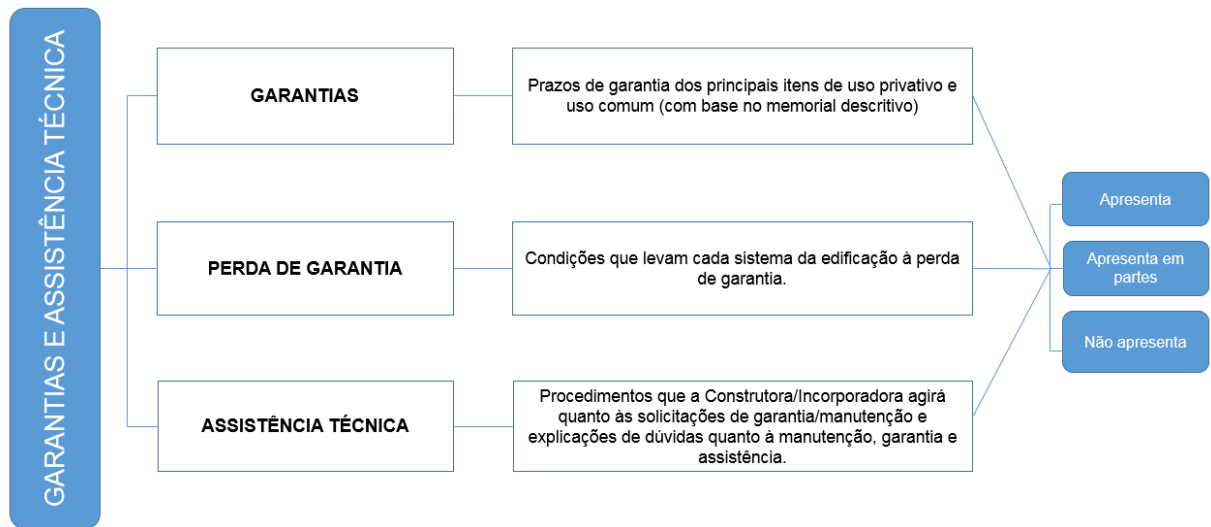 GARANTIAS E ASSISTÊNCIA TÉCNICA
GARANTIAS
Prazos de garantia dos principais itens de uso privativo e
uso comum (com base no memorial descritivo)
PERDA DE GARANTIA
Condições que levam cada sistema da edificação à perda
de garantia.
ASSISTÊNCIA TÉCNICA
Procedimentos que a Construtora/Incorporadora agirá
quanto às solicitações de garantia/manutenção e
explicações de dúvidas quanto à manutenção, garantia e
assistência.
Apresenta
Apresenta em
partes
Não apresenta